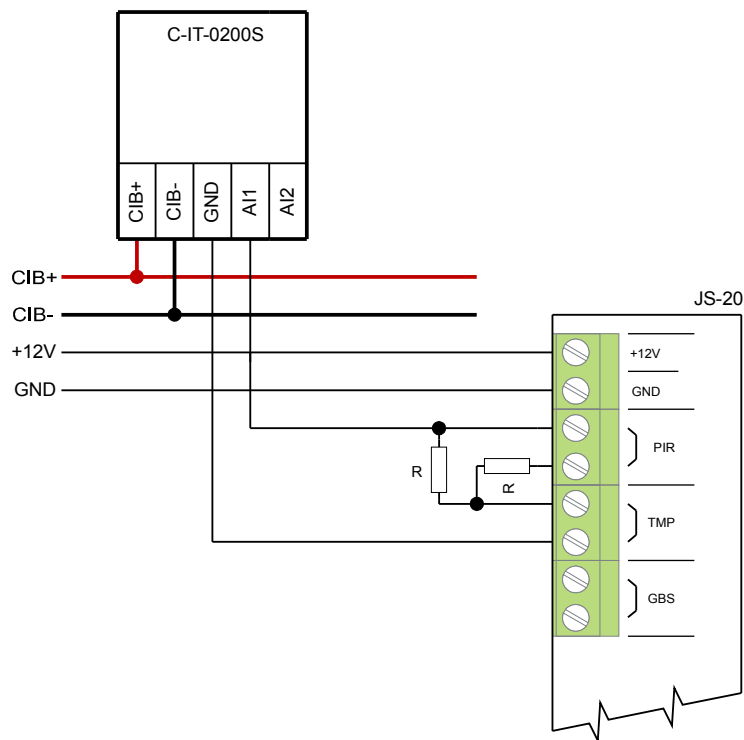 C-IT-0200S
CIB+
CIB-
GND
AI1
AI2
CIB+
CIB-
+12V
GND
JS-20
+12V
GND
PIR
R
R
TMP
GBS